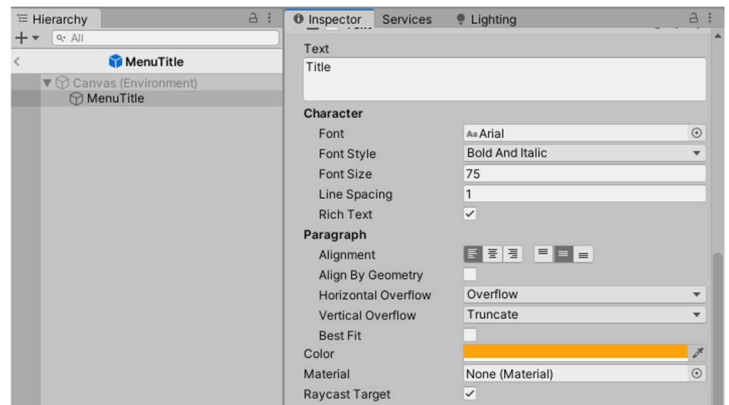 Hierarchy
All
MenuTitle
Canvas (Environment)
MenuTitle
Inspector Services Lighting
Text
Title
Character
Font Aa Arial
Font Style Bold And Italic
Font Size 75
Line Spacing 1
Rich Text
Paragraph
Alignment
Align By Geometry
Horizontal Overflow Overflow
Vertical Overflow Truncate
Best Fit
Color
Material None (Material)
Raycast Target